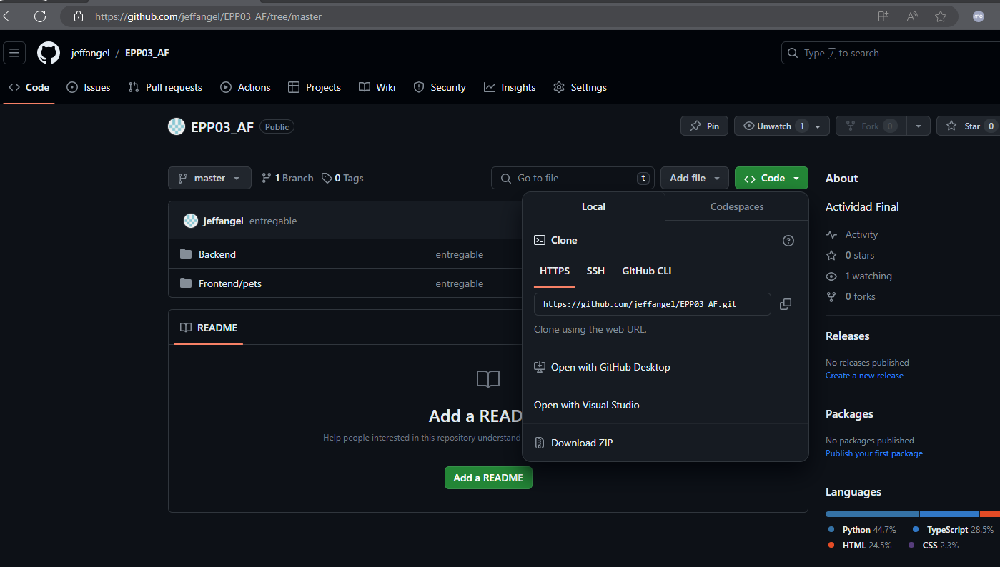 https://github.com/jeffangel/EPP03_AF/tree/master
me
jeffangel / EPP03_AF
Type / to search
Code Issues Pull requests Actions Projects Wiki Security Insights Settings
EPP03_AF Public
Pin Unwatch 1 Fork 0 Star 0
master 1 Branch 0 Tags Go to file t Add file Code
About
Local Codespaces
Actividad Final
jeffangel entregable
Clone
Activity
Backend entregable
0 stars
HTTPS SSH GitHub CLI
1 watching
Frontend/pets entregable
0 forks
https://github.com/jeffangel/EPP03_AF.git
README
Clone using the web URL.
Releases
No releases published
Create a new release
Open with GitHub Desktop
Open with Visual Studio
Add a READ
Packages
Help people interested in this repository understand
No packages published
Download ZIP
Publish your first package
Add a README
Languages
Python 44.7% TypeScript 28.5%
HTML 24.5% CSS 2.3%